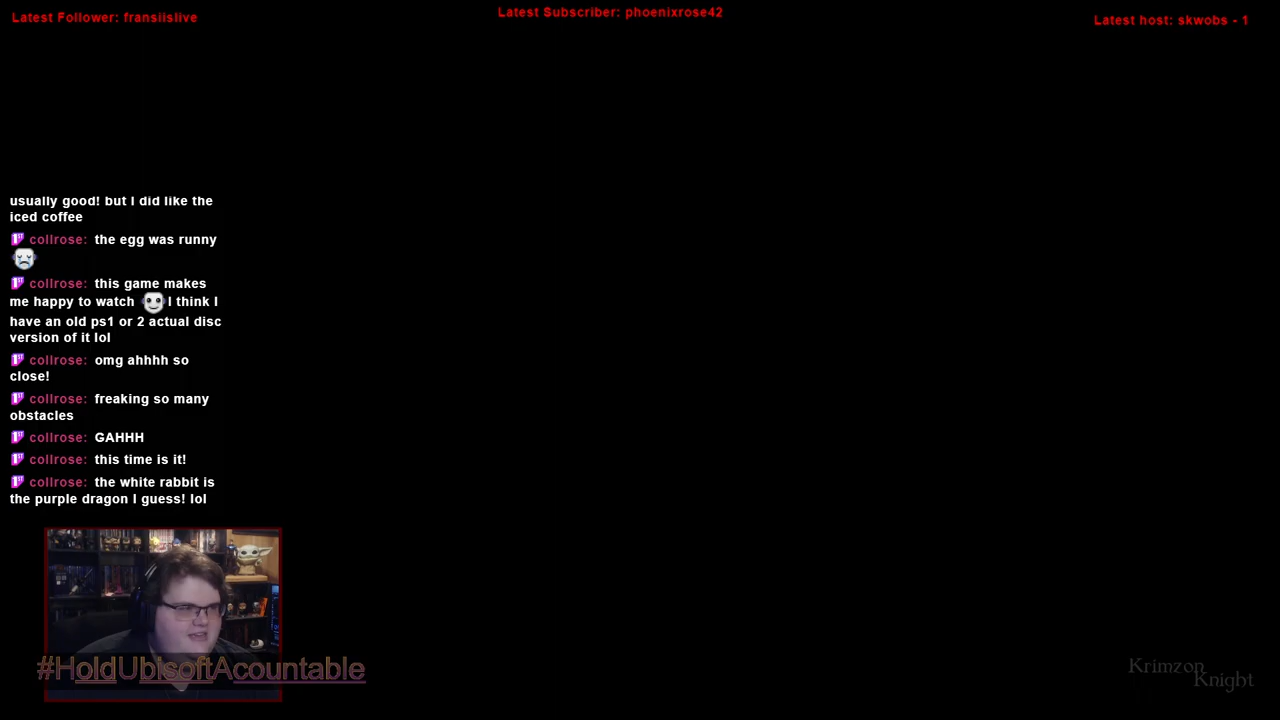 Latest Follower: fransiislive
Latest Subscriber: phoenixrose42
Latest host: skwobs - 1
usually good! but I did like the
iced coffee
collrose: the egg was runny
collrose: this game makes
me happy to watch I think I
have an old ps1 or 2 actual disc
version of it lol
collrose: omg ahhhh so
close!
collrose: freaking so many
obstacles
collrose: GAHHH
collrose: this time is it!
collrose: the white rabbit is
the purple dragon I guess! lol
#HoldUbisoftAcountable
Krimzon
Knight